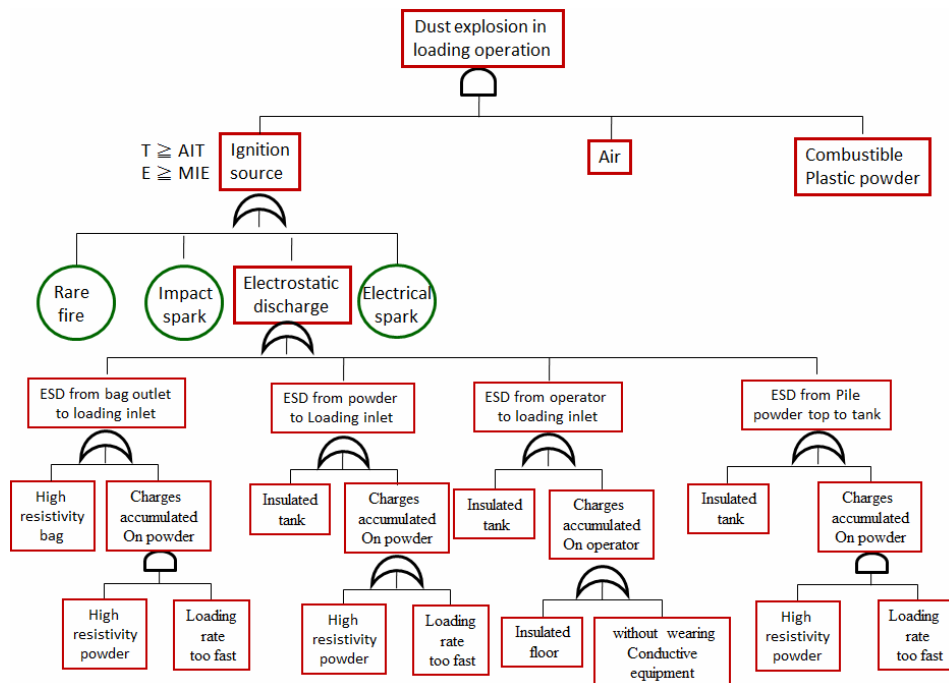 Dust explosion in
loading operation
T ≧ AIT
E ≧ MIE
Ignition
source
Air
Combustible
Plastic powder
Rare
fire
Impact
spark
Electrostatic
discharge
Electrical
spark
ESD from bag outlet
to loading inlet
ESD from powder
to Loading inlet
ESD from operator
to loading inlet
ESD from Pile
powder top to tank
High
resistivity
bag
Charges
accumulated
On powder
Insulated
tank
Charges
accumulated
On powder
Insulated
tank
Charges
accumulated
On operator
Insulated
tank
Charges
accumulated
On powder
High
resistivity
powder
Loading
rate
too fast
High
resistivity
powder
Loading
rate
too fast
Insulated
floor
without wearing
Conductive
equipment
High
resistivity
powder
Loading
rate
too fast